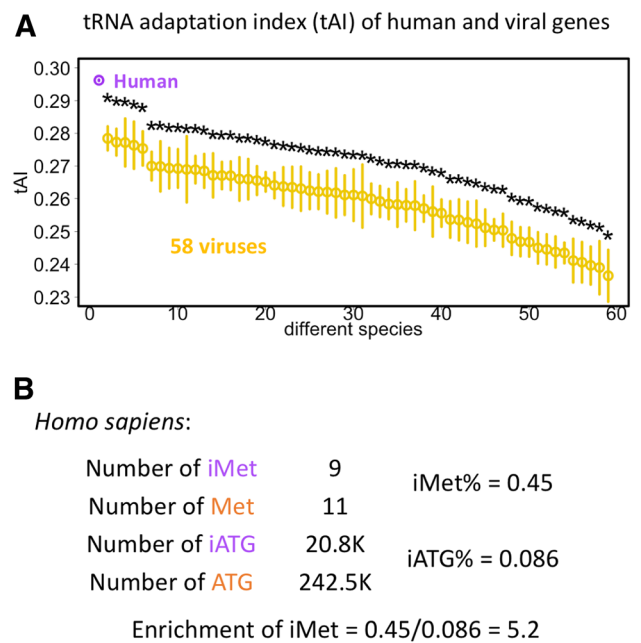 A
tRNA adaptation index (tAI) of human and viral genes
0.30
0.29
0.28
0.27
0.26
0.25
0.24
0.23
tAI
Human
58 viruses
0 10 20 30 40 50 60
different species
B
Homo sapiens:
Number of iMet 9
Number of Met 11
iMet% = 0.45
Number of iATG 20.8K
Number of ATG 242.5K
iATG% = 0.086
Enrichment of iMet = 0.45/0.086 = 5.2